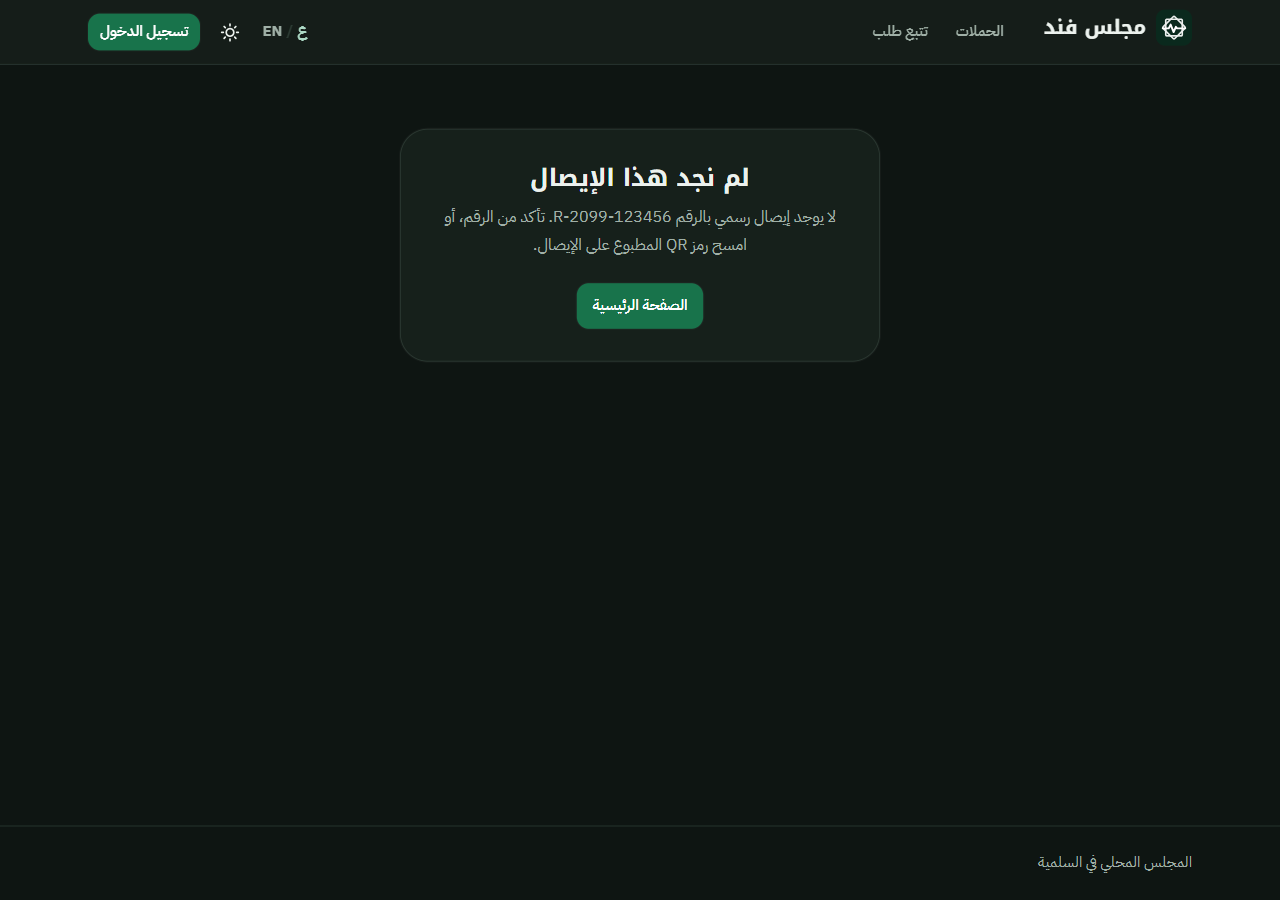 مجلس فند
الحملات
تتبع طلب
ع / EN
تسجيل الدخول
لم نجد هذا الإيصال
لا يوجد إيصال رسمي بالرقم R-2099-123456. تأكد من الرقم، أو
امسح رمز QR المطبوع على الإيصال.
الصفحة الرئيسية
المجلس المحلي في السلمية